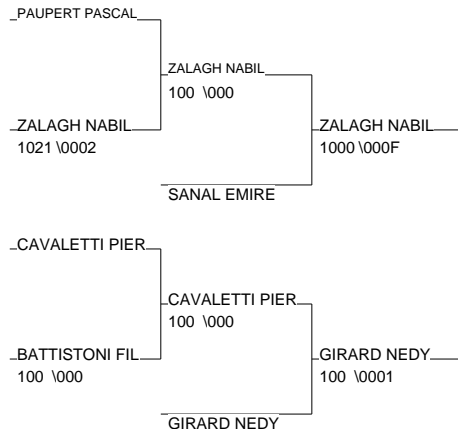 PAUPERT PASCAL
ZALAGH NABIL
100 \000
ZALAGH NABIL
1021 \0002
ZALAGH NABIL
1000 \000F
SANAL EMIRE
CAVALETTI PIER
CAVALETTI PIER
100 \000
BATTISTONI FIL
100 \000
GIRARD NEDY
100 \0001
GIRARD NEDY